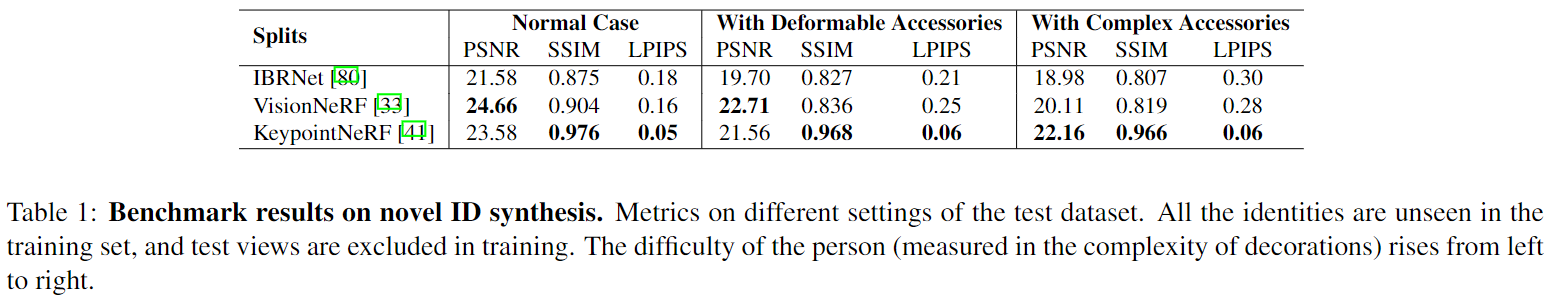 Splits Normal Case With Deformable Accessories With Complex Accessories
PSNR SSIM LPIPS PSNR SSIM LPIPS PSNR SSIM LPIPS
IBRNet [80] 21.58 0.875 0.18 19.70 0.827 0.21 18.98 0.807 0.30
VisionNeRF [33] 24.66 0.904 0.16 22.71 0.836 0.25 20.11 0.819 0.28
KeypointNeRF [41] 23.58 0.976 0.05 21.56 0.968 0.06 22.16 0.966 0.06
Table 1: Benchmark results on novel ID synthesis. Metrics on different settings of the test dataset. All the identities are unseen in the
training set, and test views are excluded in training. The difficulty of the person (measured in the complexity of decorations) rises from left
to right.